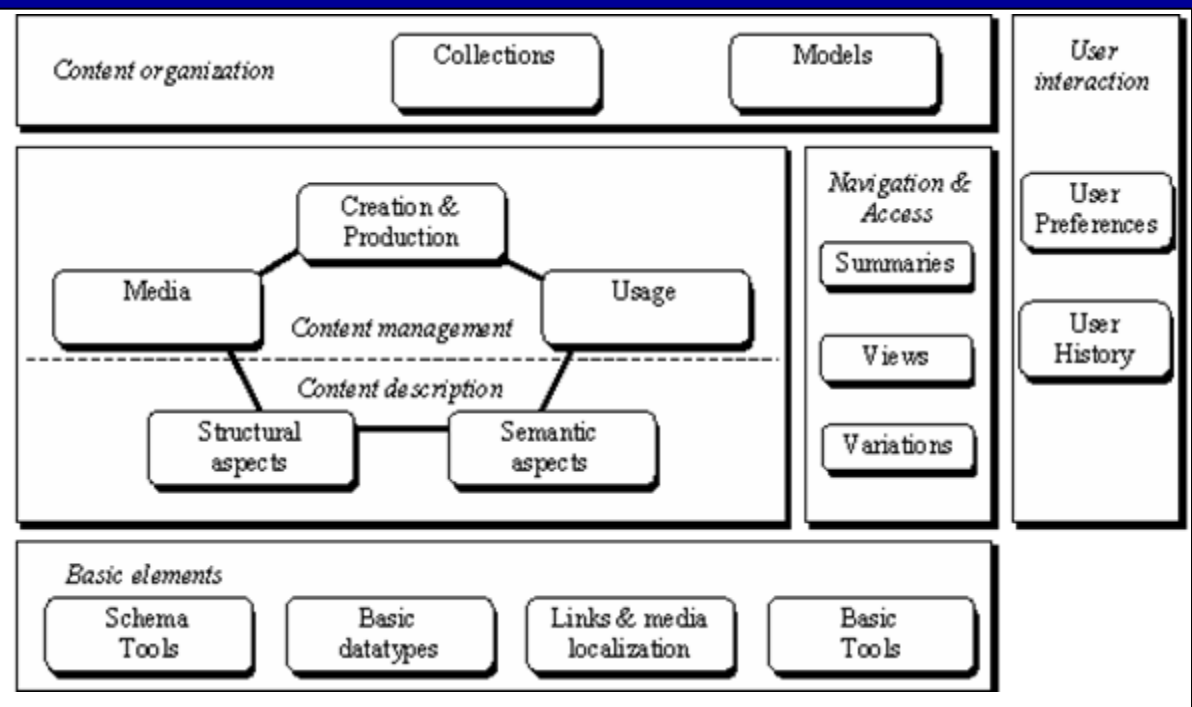 Content organization
Collections
Models
User
interaction
User
Preferences
User
History
Creation &
Production
Media
Usage
Content management
Content description
Structural
aspects
Semantic
aspects
Navigation &
Access
Summaries
Views
Variations
Basic elements
Schema
Tools
Basic
datatypes
Links & media
localization
Basic
Tools